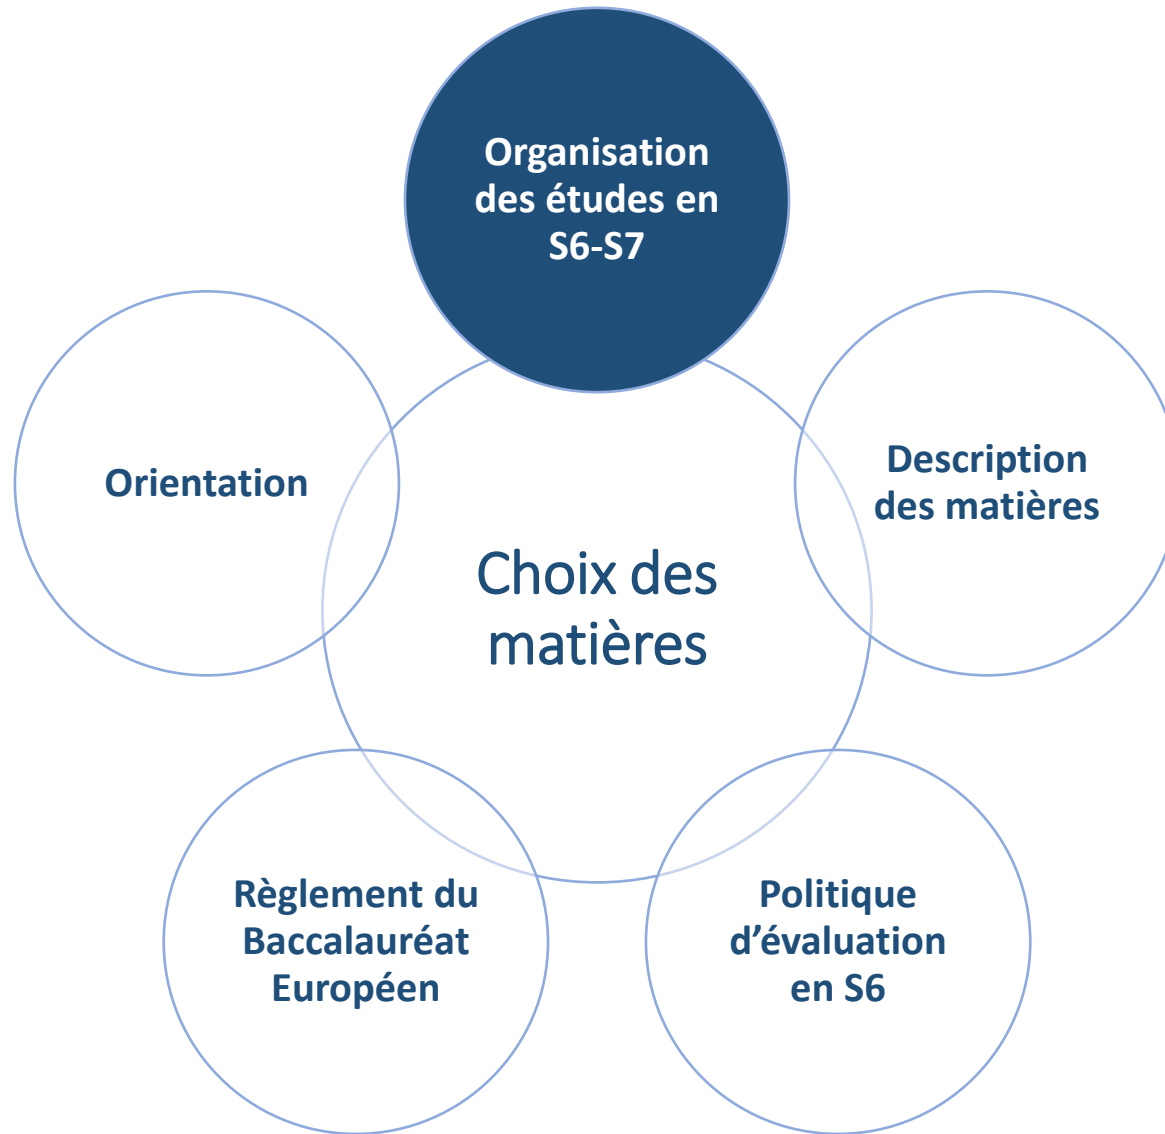 Organisation
des études en
S6-S7
Orientation
Description
des matières
Choix des
matières
Règlement du
Baccalauréat
Européen
Politique
d’évaluation
en S6